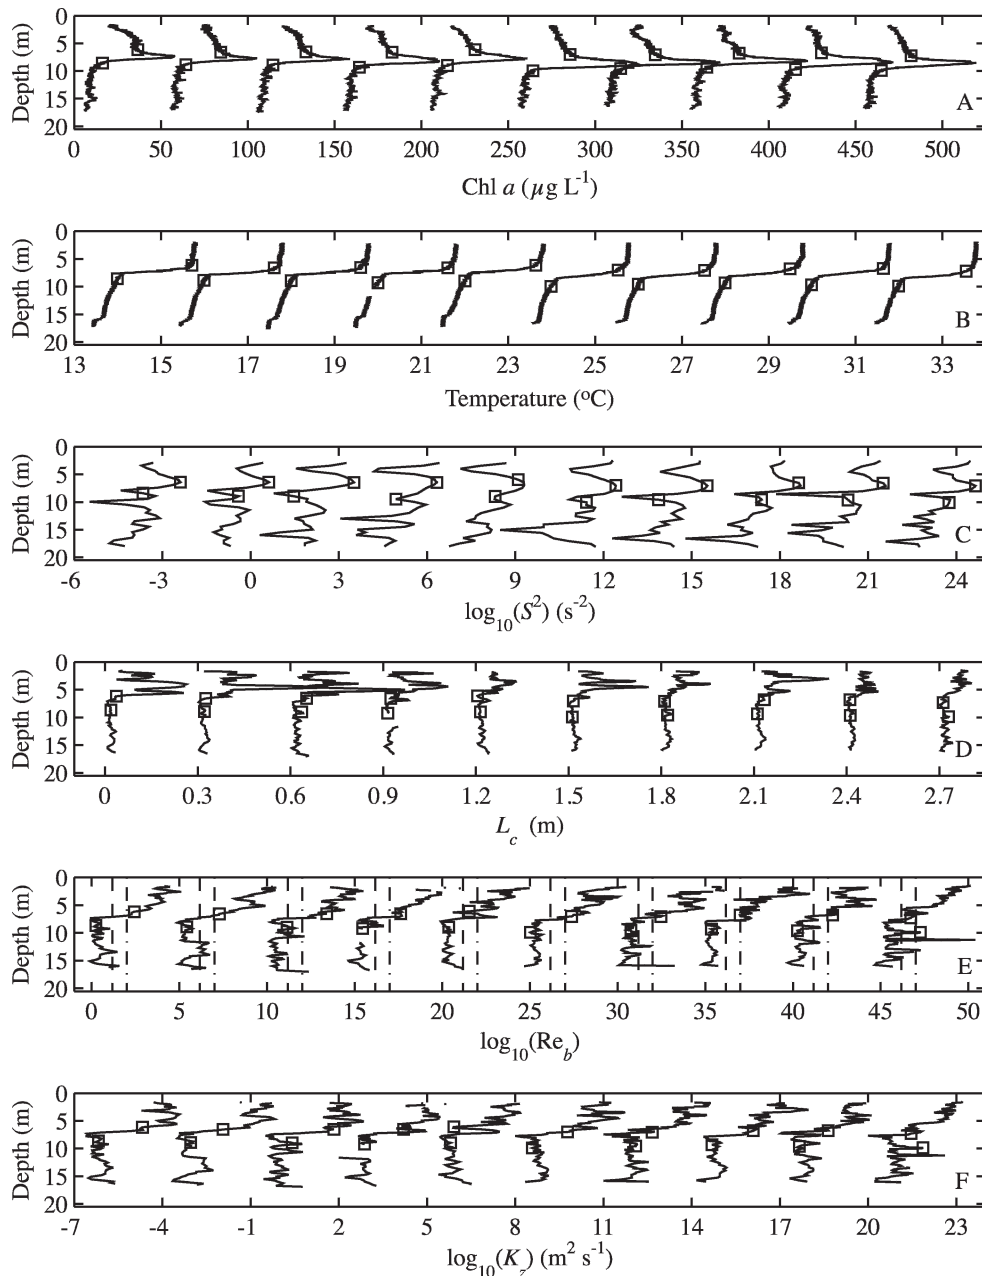 0
5
10
15
20
Depth (m)
A
0 50 100 150 200 250 300 350 400 450 500
Chl a (µg L-1)
0
5
10
15
20
Depth (m)
B
13 15 17 19 21 23 25 27 29 31 33
Temperature (oC)
0
5
10
15
20
Depth (m)
C
-6 -3 0 3 6 9 12 15 18 21 24
log10(S2) (s-2)
0
5
10
15
20
Depth (m)
D
0 0.3 0.6 0.9 1.2 1.5 1.8 2.1 2.4 2.7
Lc (m)
0
5
10
15
20
Depth (m)
E
0 5 10 15 20 25 30 35 40 45 50
log10(Reb)
0
5
10
15
20
Depth (m)
F
-7 -4 -1 2 5 8 11 14 17 20 23
log10(Kz) (m2 s-1)